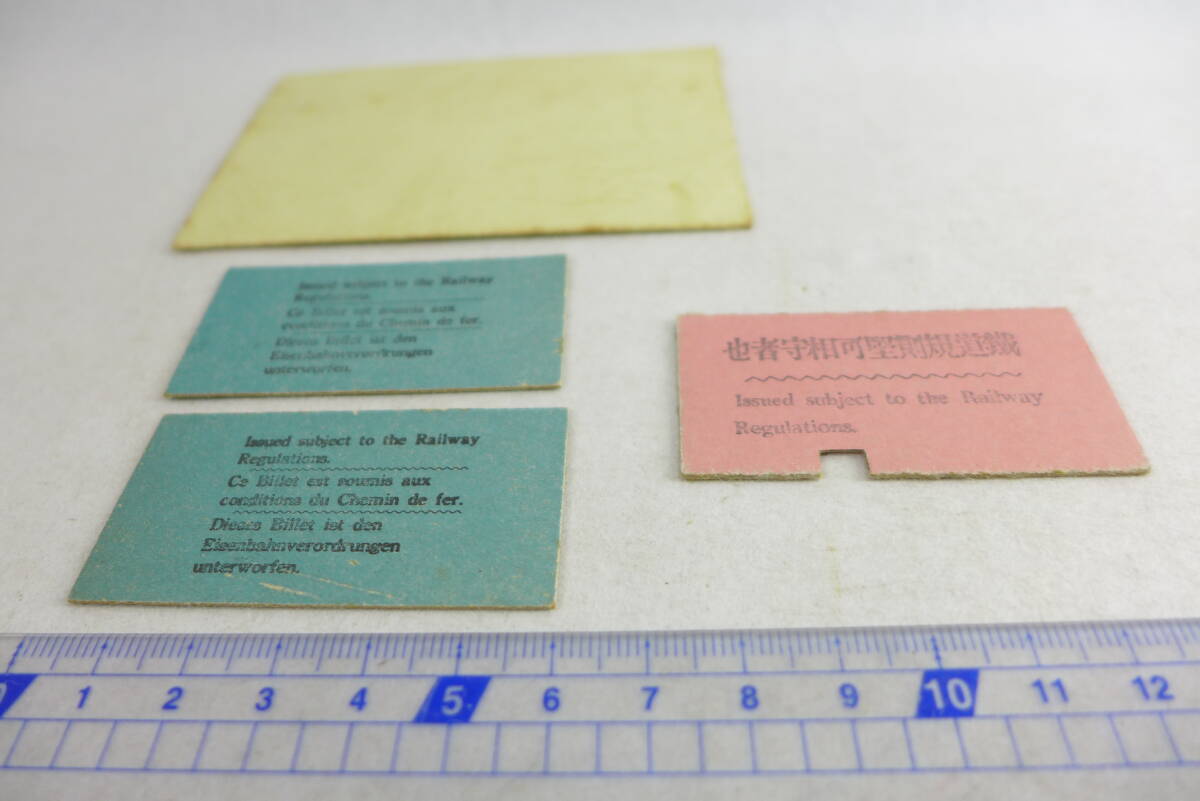 Issued subject to the Railway
Regulations.
Ce Billet est soumis aux
conditions du Chemin de fer.
Dieses Billet ist den
Eisenbahnverordrungen
unterworfen.
Issued subject to the Railway
Regulations.
Ce Billet est soumis aux
conditions du Chemin de fer.
Dieses Billet ist den
Eisenbahnverordrungen
unterworfen.
鐵道規則堅可相守者也
Issued subject to the Railway
Regulations.
0 1 2 3 4 5 6 7 8 9 10 11 12